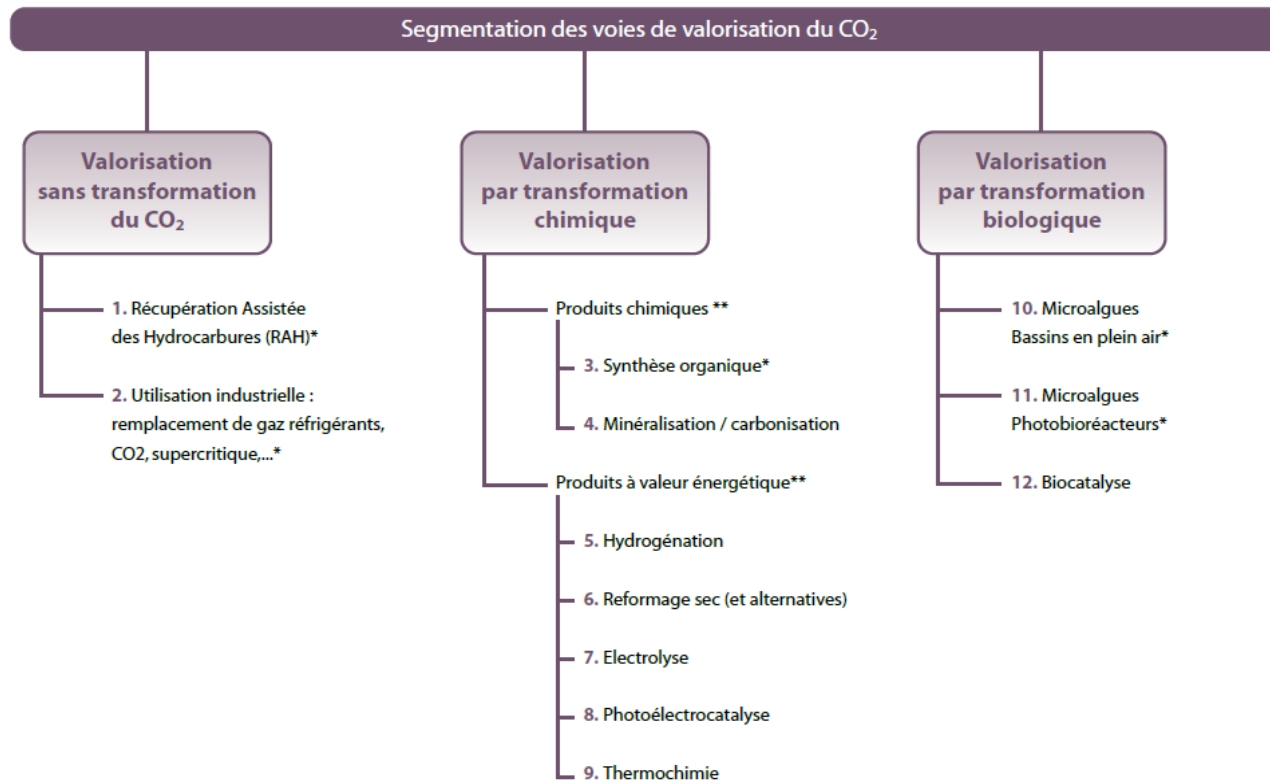 Segmentation des voies de valorisation du CO₂
Valorisation
sans transformation
du CO₂
1. Récupération Assistée
des Hydrocarbures (RAH)*
2. Utilisation industrielle :
remplacement de gaz réfrigérants,
CO2, supercritique,...*
Valorisation
par transformation
chimique
Produits chimiques **
3. Synthèse organique*
4. Minéralisation / carbonisation
Produits à valeur énergétique**
5. Hydrogénation
6. Reformage sec (et alternatives)
7. Electrolyse
8. Photoélectrocatalyse
9. Thermochimie
Valorisation
par transformation
biologique
10. Microalgues
Bassins en plein air*
11. Microalgues
Photobioréacteurs*
12. Biocatalyse